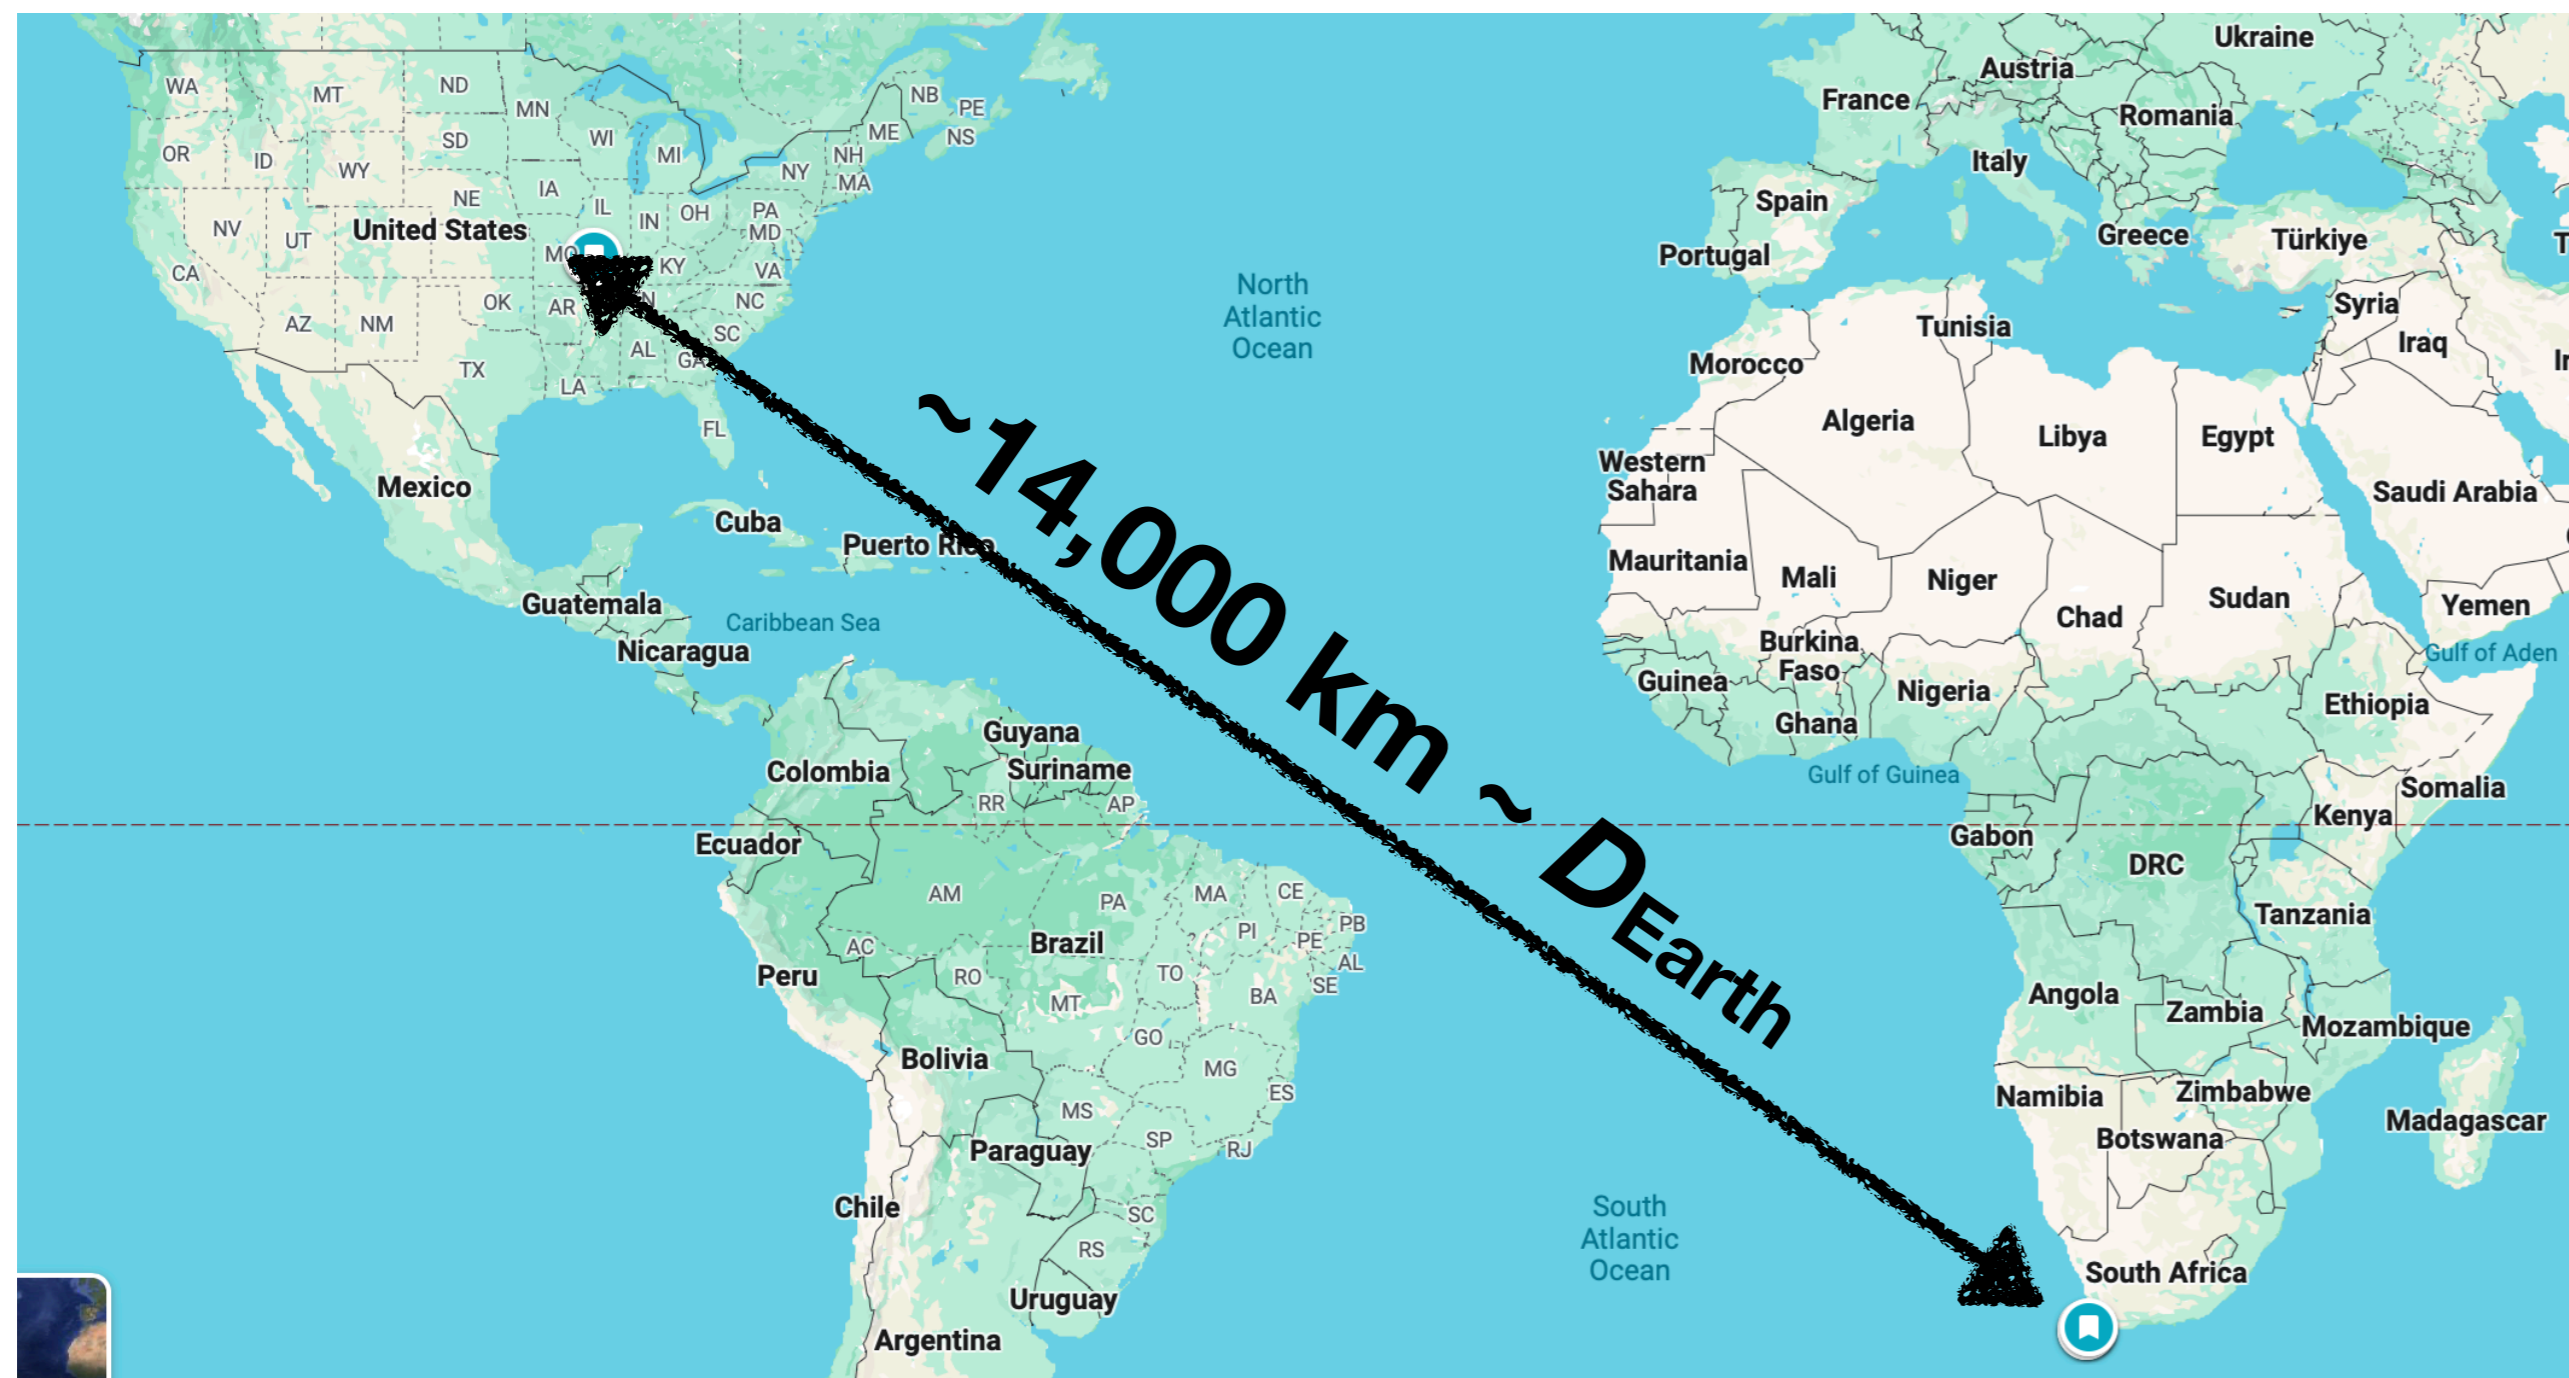 WA
MT
ND
MN
OR
ID
WY
SD
WI
MI
NY
NB
PE
NS
ME
NH
MA
NE
IA
IL
IN
OH
PA
MD
NV
UT
United States
CA
KY
VA
OK
AR
NC
AZ
NM
SC
TX
AL
GA
LA
FL
Mexico
Cuba
Puerto Rico
Guatemala
Nicaragua
Caribbean Sea
North
Atlantic
Ocean
~14,000 km ~ DEarth
Ukraine
Austria
France
Romania
Italy
Spain
Portugal
Greece
Türkiye
Syria
Iraq
Tunisia
Morocco
Algeria
Libya
Egypt
Western
Sahara
Saudi Arabia
Mauritania
Mali
Niger
Chad
Sudan
Yemen
Gulf of Aden
Burkina
Faso
Guinea
Ghana
Nigeria
Ethiopia
Gulf of Guinea
Somalia
Kenya
Gabon
DRC
Tanzania
Angola
Zambia
Mozambique
Namibia
Zimbabwe
Botswana
Madagascar
South Africa
Guyana
Colombia
Suriname
RR
AP
Ecuador
AM
PA
MA
CE
PI
PB
PE
AL
SE
AC
Brazil
Peru
RO
TO
MT
BA
GO
Bolivia
MG
ES
MS
SP
RJ
Paraguay
Chile
SC
RS
Uruguay
Argentina
South
Atlantic
Ocean